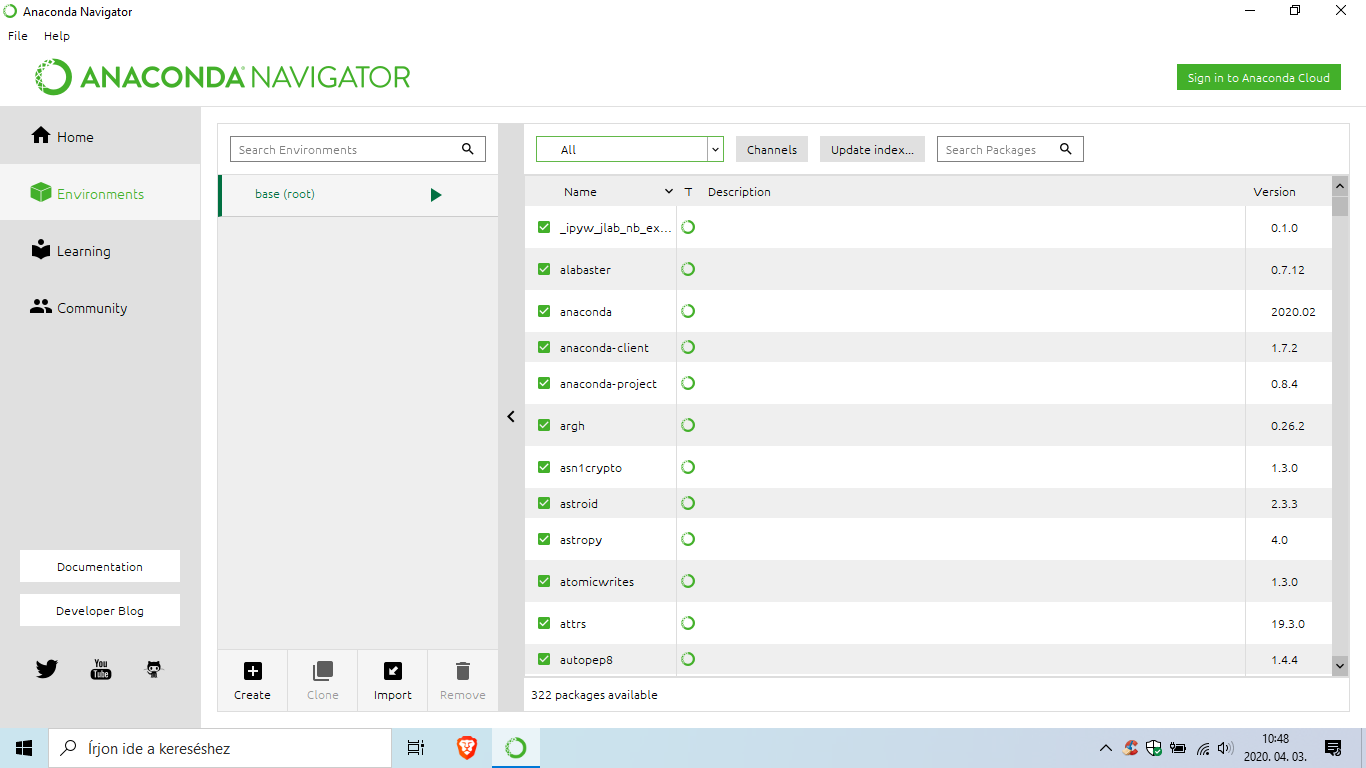 Anaconda Navigator
File Help
ANACONDA NAVIGATOR
Sign in to Anaconda Cloud
Home
Environments
Learning
Community
Documentation
Developer Blog
You Tube
Search Environments
base (root)
Create Clone Import Remove
All Channels Update index... Search Packages
Name T Description Version
_ipyw_jlab_nb_ex... 0.1.0
alabaster 0.7.12
anaconda 2020.02
anaconda-client 1.7.2
anaconda-project 0.8.4
argh 0.26.2
asn1crypto 1.3.0
astroid 2.3.3
astropy 4.0
atomicwrites 1.3.0
attrs 19.3.0
autopep8 1.4.4
322 packages available
Írjon ide a kereséshez
10:48
2020. 04. 03.